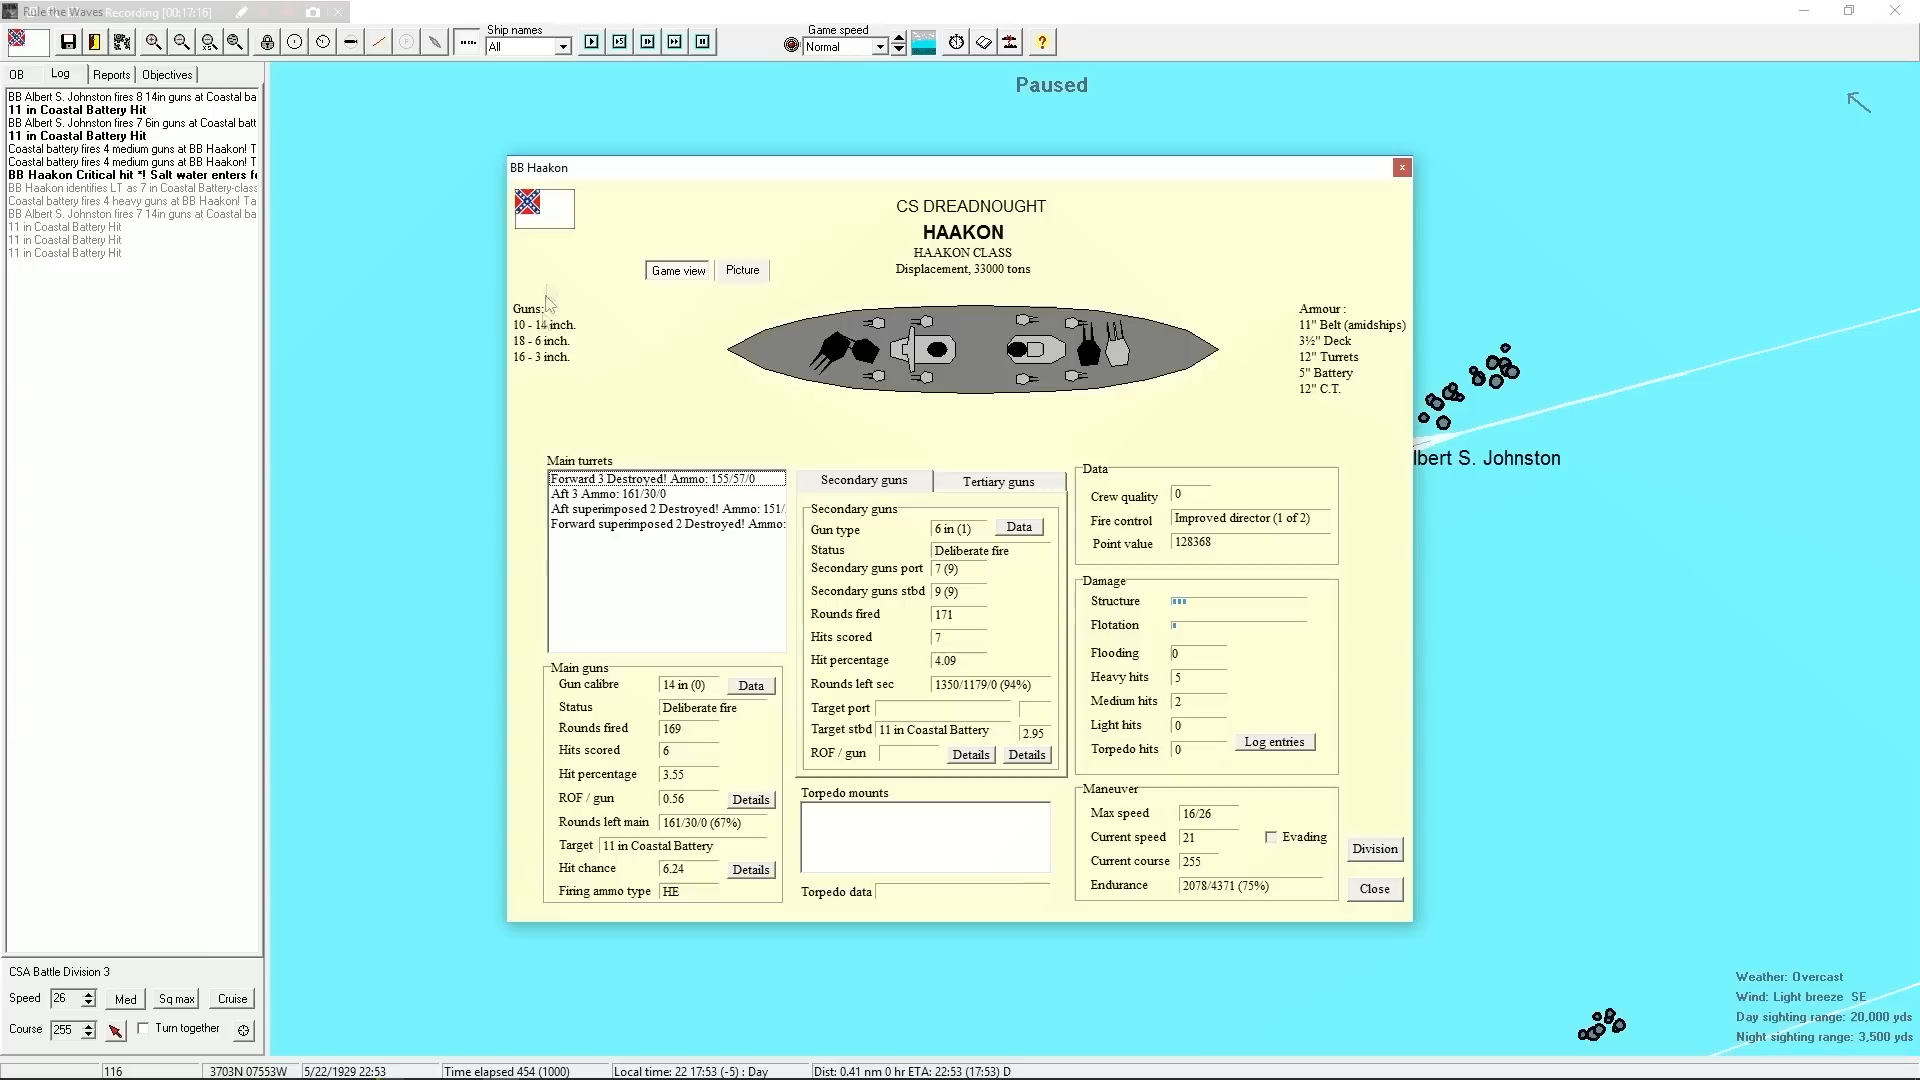 Rule the Waves
Recording [00:17:16]
Ship names
All
Game speed
Normal
OB
Log
Reports
Objectives
BB Albert S. Johnston fires 8 14in guns at Coastal ba
11 in Coastal Battery Hit
BB Albert S. Johnston fires 7 6in guns at Coastal batt
11 in Coastal Battery Hit
Coastal battery fires 4 medium guns at BB Haakon! T
Coastal battery fires 4 medium guns at BB Haakon! T
BB Haakon Critical hit *! Salt water enters fe
BB Haakon identifies LT as 7 in Coastal Battery-class
Coastal battery fires 4 heavy guns at BB Haakon! Ta
BB Albert S. Johnston fires 7 14in guns at Coastal ba
11 in Coastal Battery Hit
11 in Coastal Battery Hit
11 in Coastal Battery Hit
Paused
BB Haakon
CS DREADNOUGHT
HAAKON
HAAKON CLASS
Displacement, 33000 tons
Game view
Picture
Guns:
10 - 14 inch.
18 - 6 inch.
16 - 3 inch.
Armour :
11" Belt (amidships)
3½" Deck
12" Turrets
5" Battery
12" C.T.
Main turrets
Forward 3 Destroyed! Ammo: 155/57/0
Aft 3 Ammo: 161/30/0
Aft superimposed 2 Destroyed! Ammo: 151/
Forward superimposed 2 Destroyed! Ammo:
Main guns
Gun calibre 14 in (0) Data
Status Deliberate fire
Rounds fired 169
Hits scored 6
Hit percentage 3.55
ROF / gun 0.56 Details
Rounds left main 161/30/0 (67%)
Target 11 in Coastal Battery
Hit chance 6.24 Details
Firing ammo type HE
Secondary guns
Tertiary guns
Secondary guns
Gun type 6 in (1) Data
Status Deliberate fire
Secondary guns port 7 (9)
Secondary guns stbd 9 (9)
Rounds fired 171
Hits scored 7
Hit percentage 4.09
Rounds left sec 1350/1179/0 (94%)
Target port
Target stbd 11 in Coastal Battery 2.95
ROF / gun Details Details
Torpedo mounts
Torpedo data
Data
Crew quality 0
Fire control Improved director (1 of 2)
Point value 128368
Damage
Structure
Flotation
Flooding 0
Heavy hits 5
Medium hits 2
Light hits 0
Torpedo hits 0 Log entries
Maneuver
Max speed 16/26
Current speed 21 Evading
Current course 255
Endurance 2078/4371 (75%)
Division
Close
lbert S. Johnston
CSA Battle Division 3
Speed 26 Med Sq max Cruise
Course 255 Turn together
Weather: Overcast
Wind: Light breeze SE
Day sighting range: 20,000 yds
Night sighting range: 3,500 yds
116
3703N 07553W
5/22/1929 22:53
Time elapsed 454 (1000)
Local time: 22 17:53 (-5) : Day
Dist: 0.41 nm 0 hr ETA: 22:53 (17:53) D